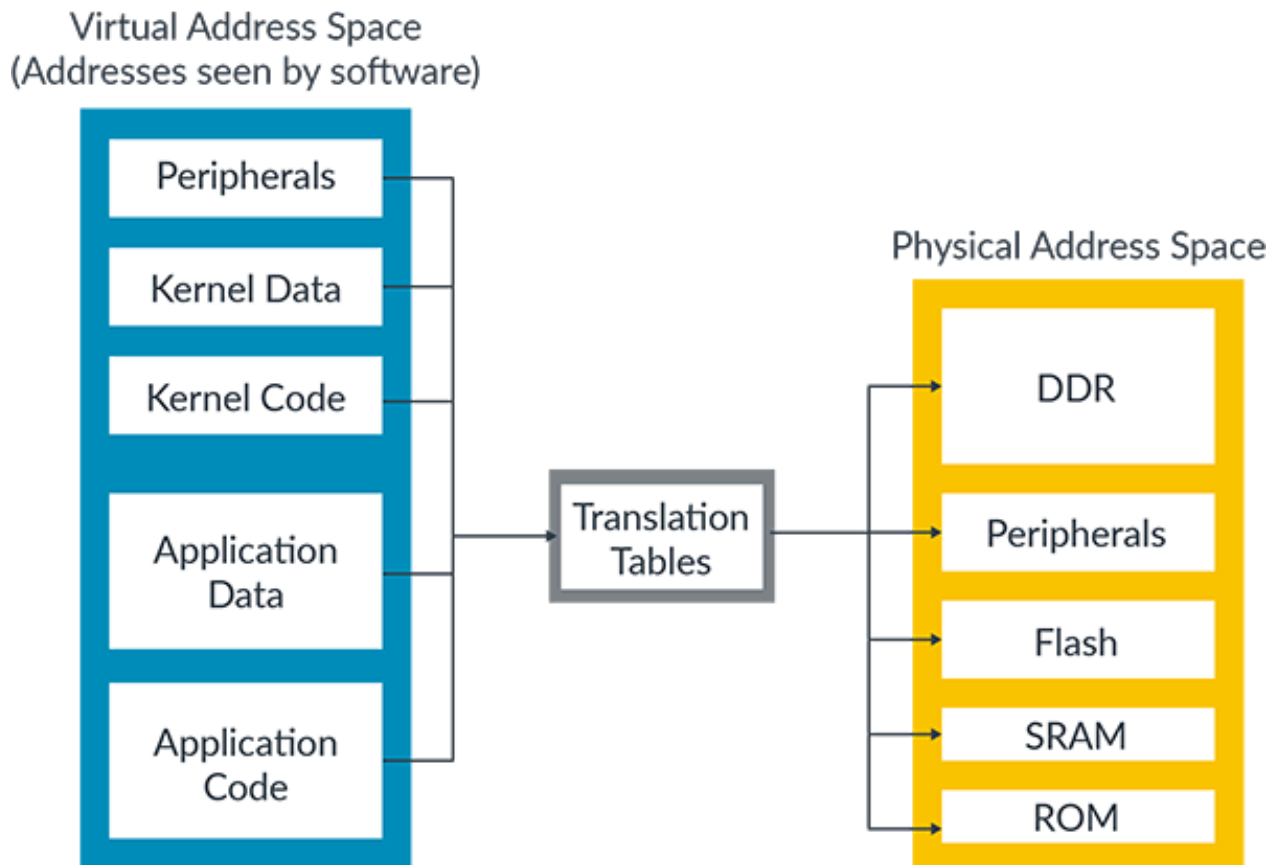 Virtual Address Space
(Addresses seen by software)
Peripherals
Kernel Data
Kernel Code
Application
Data
Application
Code
Translation
Tables
Physical Address Space
DDR
Peripherals
Flash
SRAM
ROM